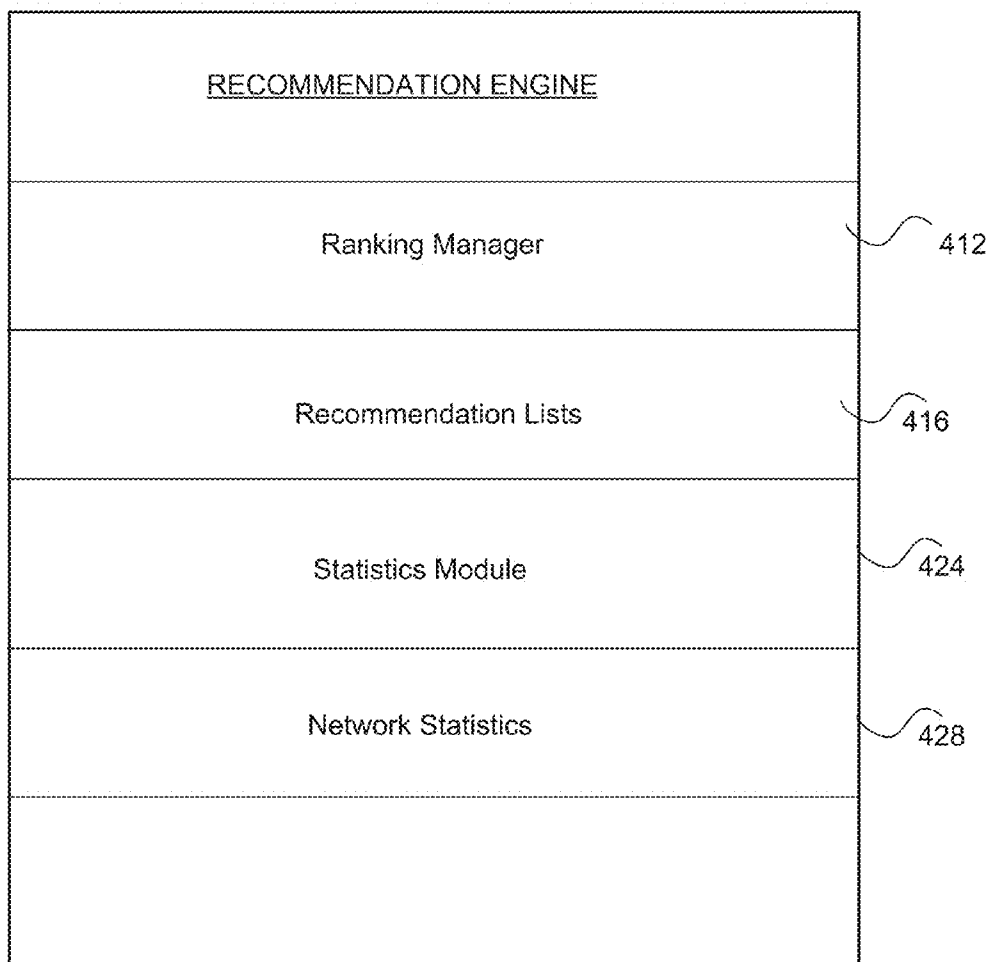 RECOMMENDATION ENGINE
Ranking Manager
412
Recommendation Lists
416
Statistics Module
424
Network Statistics
428